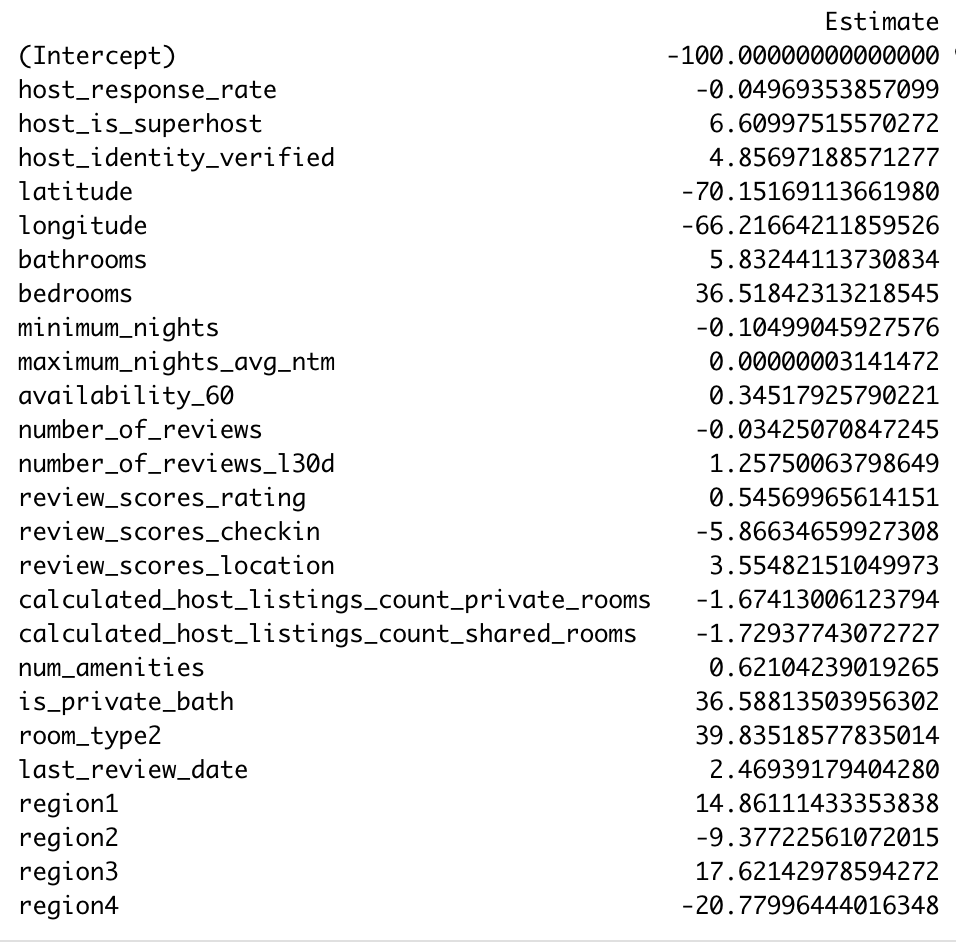 Estimate
(Intercept) -100.00000000000000
host_response_rate -0.04969353857099
host_is_superhost 6.60997515570272
host_identity_verified 4.85697188571277
latitude -70.15169113661980
longitude -66.21664211859526
bathrooms 5.83244113730834
bedrooms 36.51842313218545
minimum_nights -0.10499045927576
maximum_nights_avg_ntm 0.00000003141472
availability_60 0.34517925790221
number_of_reviews -0.03425070847245
number_of_reviews_l30d 1.25750063798649
review_scores_rating 0.54569965614151
review_scores_checkin -5.86634659927308
review_scores_location 3.55482151049973
calculated_host_listings_count_private_rooms -1.67413006123794
calculated_host_listings_count_shared_rooms -1.72937743072727
num_amenities 0.62104239019265
is_private_bath 36.58813503956302
room_type2 39.83518577835014
last_review_date 2.46939179404280
region1 14.86111433353838
region2 -9.37722561072015
region3 17.62142978594272
region4 -20.77996444016348